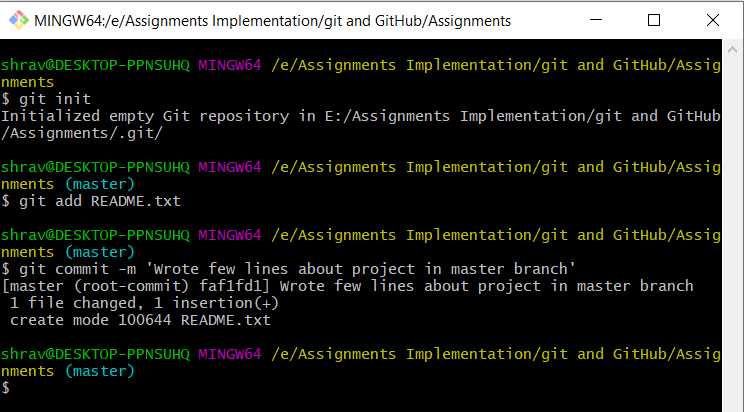 MINGW64:/e/Assignments Implementation/git and GitHub/Assignments
shrav@DESKTOP-PPNSUHQ MINGW64 /e/Assignments Implementation/git and GitHub/Assig
nments
$ git init
Initialized empty Git repository in E:/Assignments Implementation/git and GitHub
/Assignments/.git/
shrav@DESKTOP-PPNSUHQ MINGW64 /e/Assignments Implementation/git and GitHub/Assig
nments (master)
$ git add README.txt
shrav@DESKTOP-PPNSUHQ MINGW64 /e/Assignments Implementation/git and GitHub/Assig
nments (master)
$ git commit -m 'Wrote few lines about project in master branch'
[master (root-commit) faf1fd1] Wrote few lines about project in master branch
 1 file changed, 1 insertion(+)
 create mode 100644 README.txt
shrav@DESKTOP-PPNSUHQ MINGW64 /e/Assignments Implementation/git and GitHub/Assig
nments (master)
$